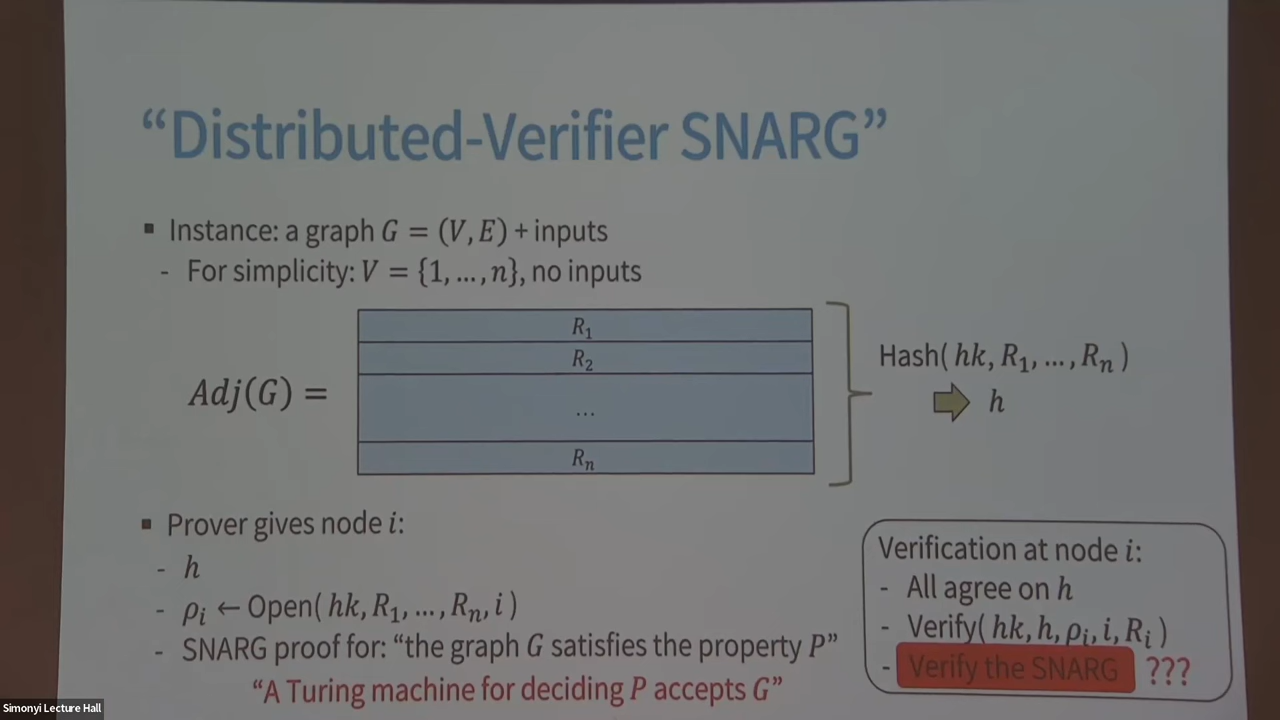 “Distributed-Verifier SNARG”
▪ Instance: a graph G = (V, E) + inputs
- For simplicity: V = {1, ..., n}, no inputs
Adj(G) =
R₁
R₂
...
Rₙ
Hash( hk, R₁, ..., Rₙ )
h
▪ Prover gives node i:
- h
- ρᵢ ← Open( hk, R₁, ..., Rₙ, i )
- SNARG proof for: “the graph G satisfies the property P”
“A Turing machine for deciding P accepts G”
Verification at node i:
- All agree on h
- Verify( hk, h, ρᵢ, i, Rᵢ )
- Verify the SNARG ???
Simonyi Lecture Hall